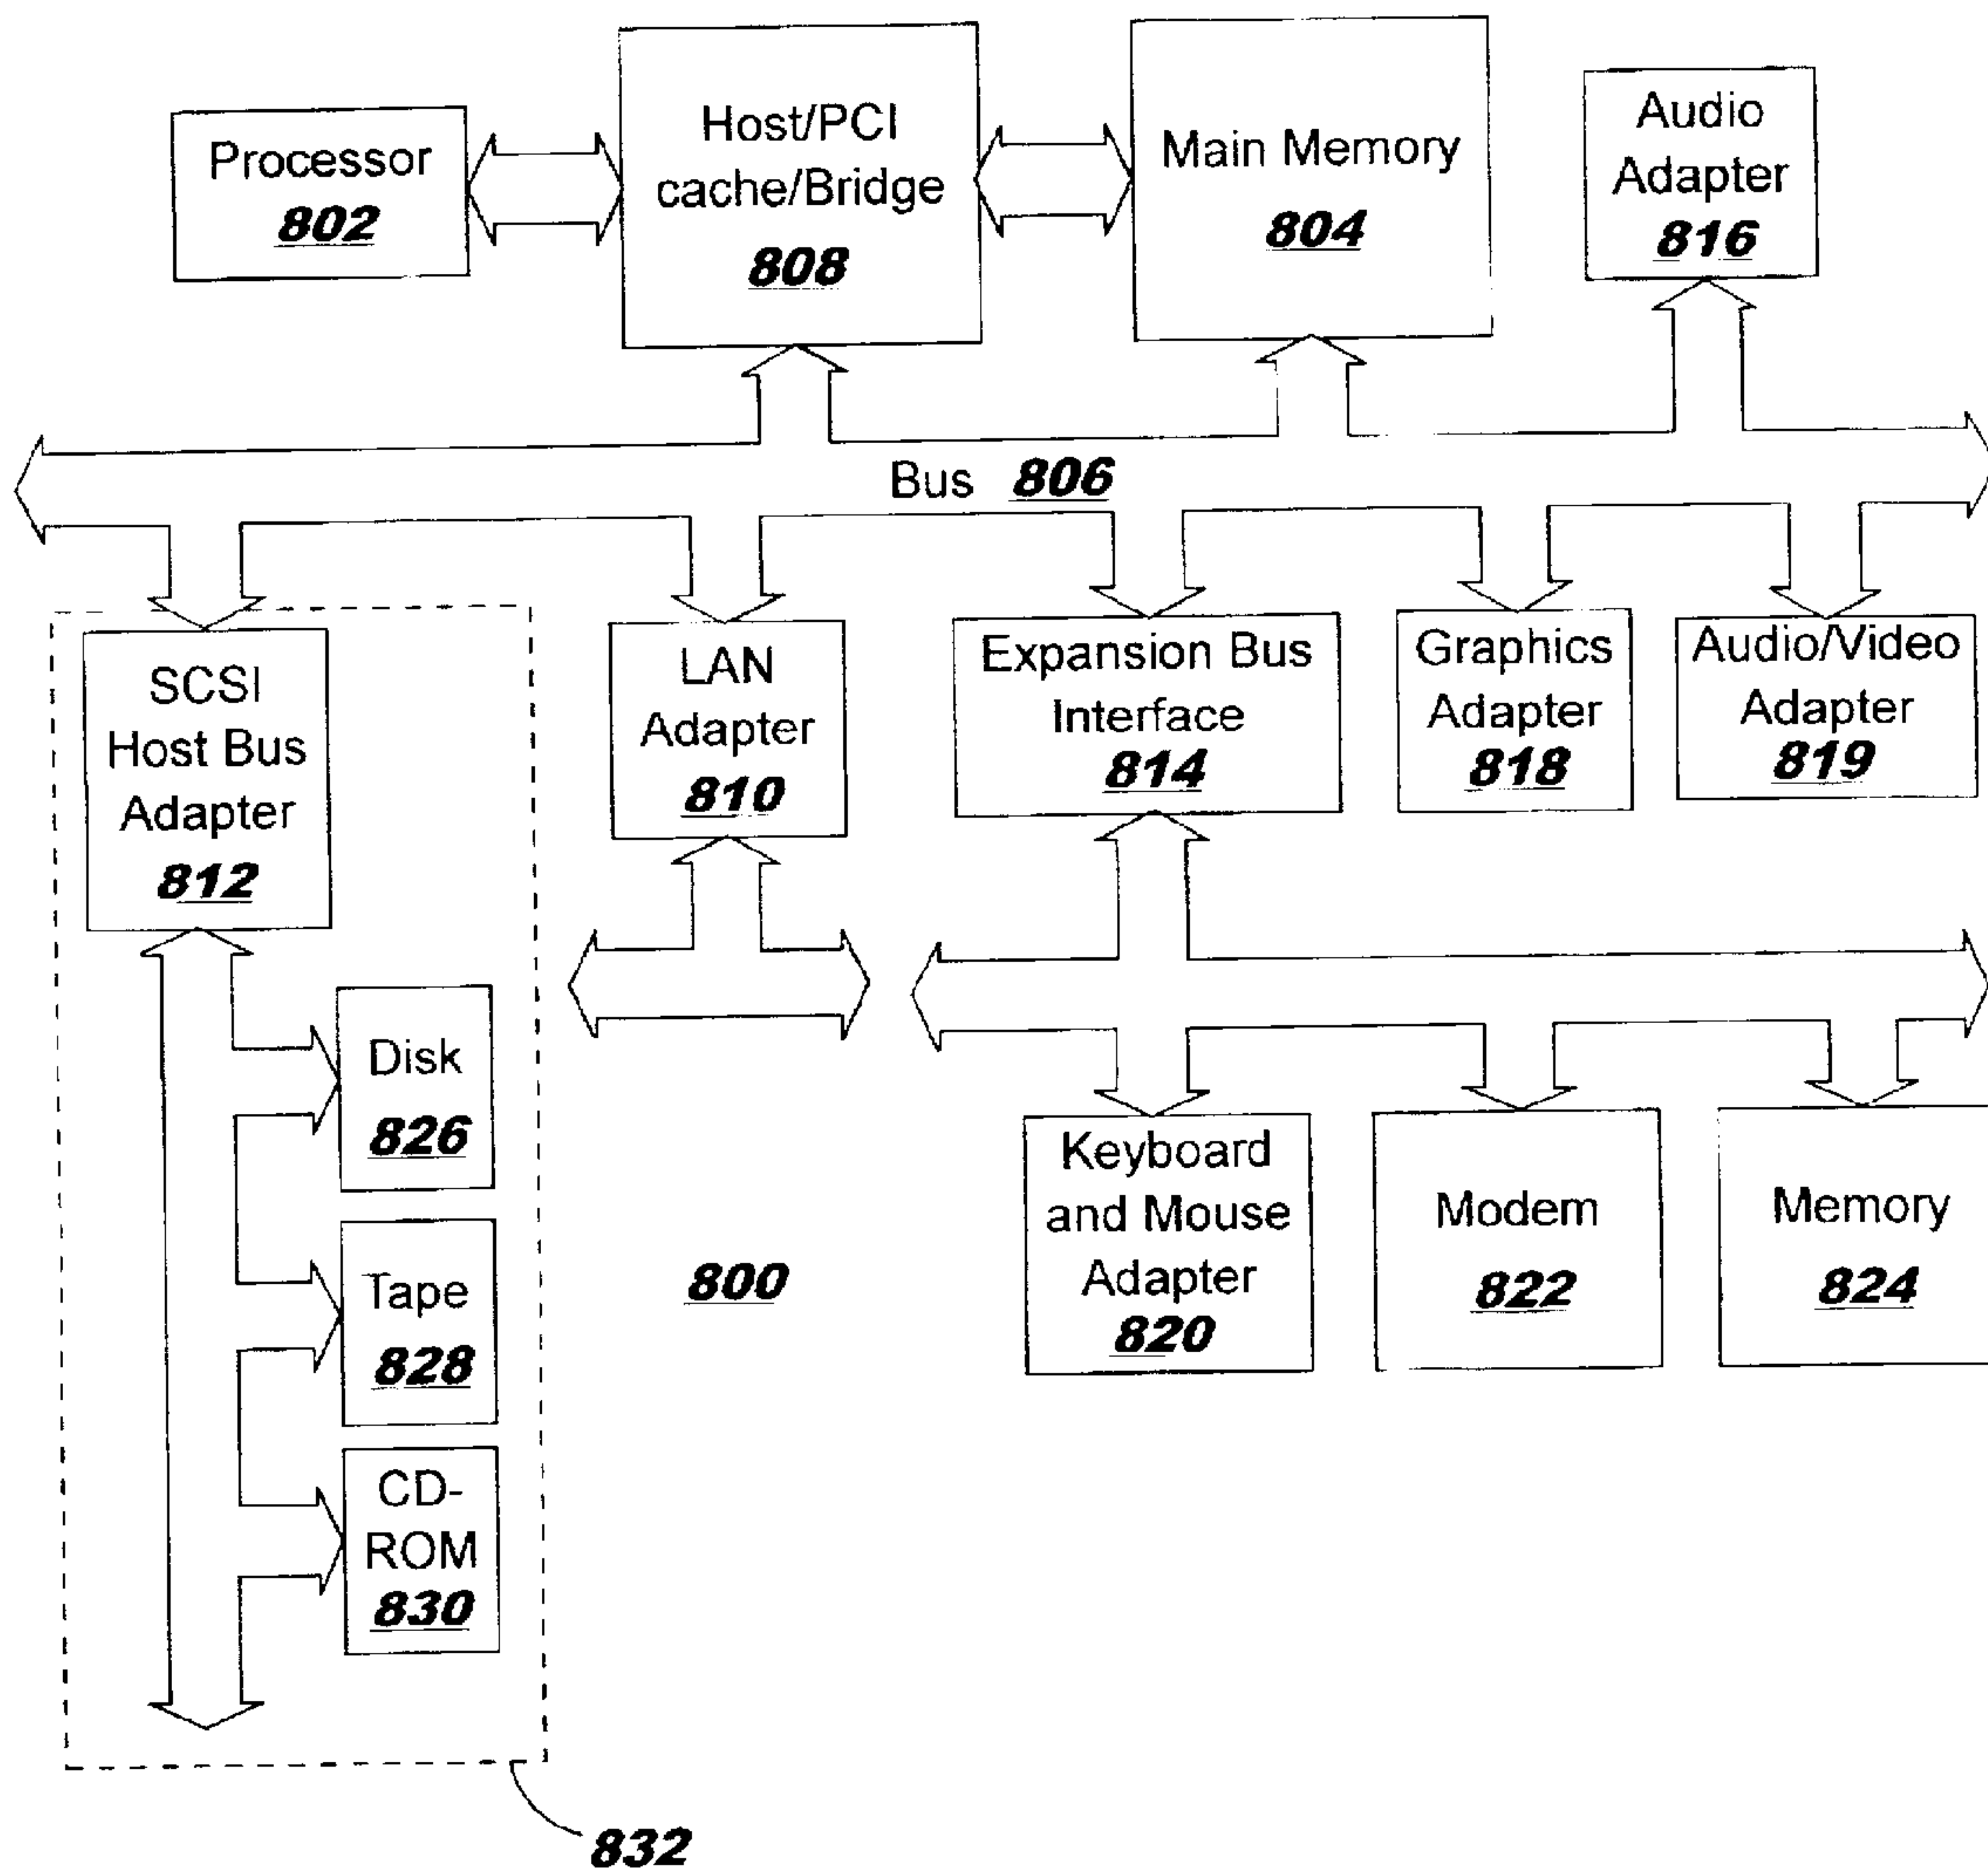 Processor
802
Host/PCI
cache/Bridge
808
Main Memory
804
Audio
Adapter
816
Bus 806
SCSI
Host Bus
Adapter
812
LAN
Adapter
810
Expansion Bus
Interface
814
Graphics
Adapter
818
Audio/Video
Adapter
819
Disk
826
Tape
828
CD-
ROM
830
800
Keyboard
and Mouse
Adapter
820
Modem
822
Memory
824
832